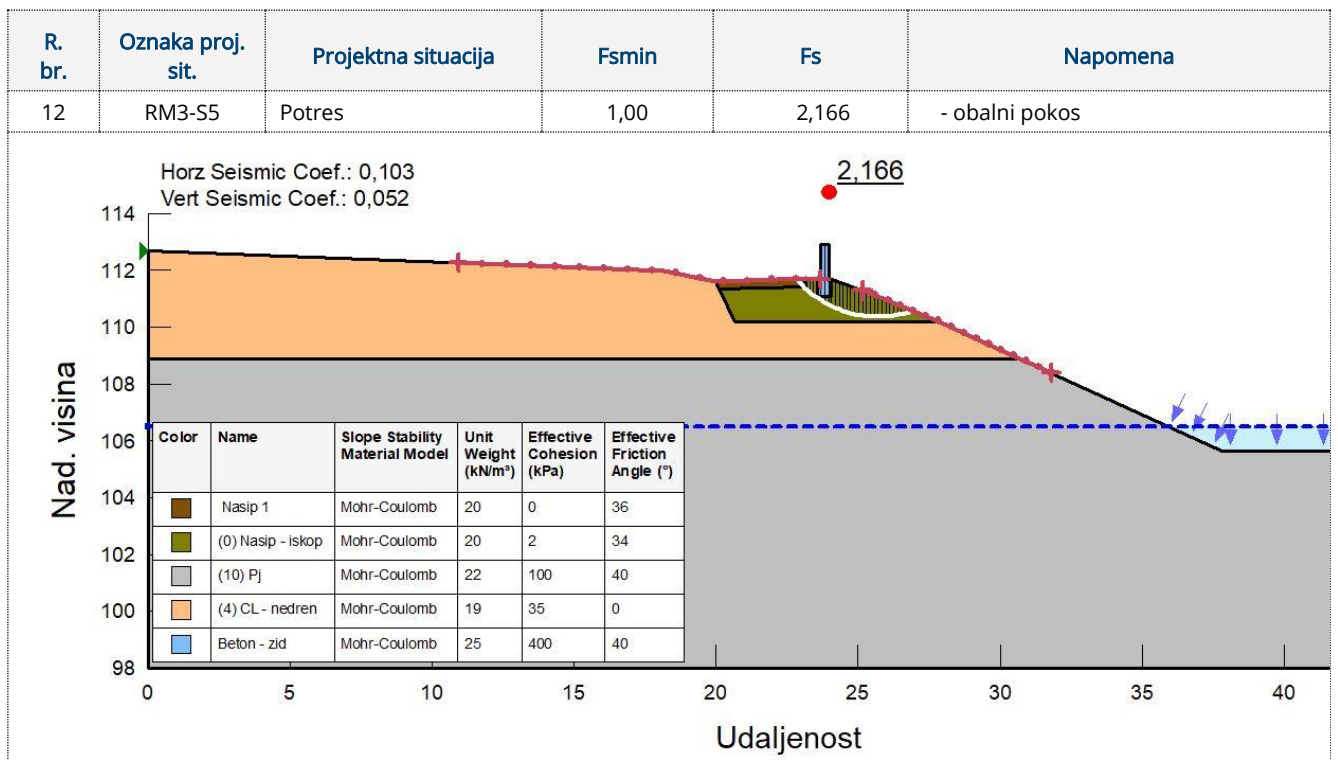 R. br.
Oznaka proj. sit.
Projektna situacija
Fsmin
Fs
Napomena
12
RM3-S5
Potres
1,00
2,166
- obalni pokos
Horz Seismic Coef.: 0,103
Vert Seismic Coef.: 0,052
2,166
Nad. visina
114
112
110
108
106
104
102
100
98
Color
Name
Slope Stability
Material Model
Unit
Weight
(kN/m³)
Effective
Cohesion
(kPa)
Effective
Friction
Angle (°)
Nasip 1
Mohr-Coulomb
20
0
36
(0) Nasip - iskop
Mohr-Coulomb
20
2
34
(10) Pj
Mohr-Coulomb
22
100
40
(4) CL - nedren
Mohr-Coulomb
19
35
0
Beton - zid
Mohr-Coulomb
25
400
40
0
5
10
15
20
25
30
35
40
Udaljenost